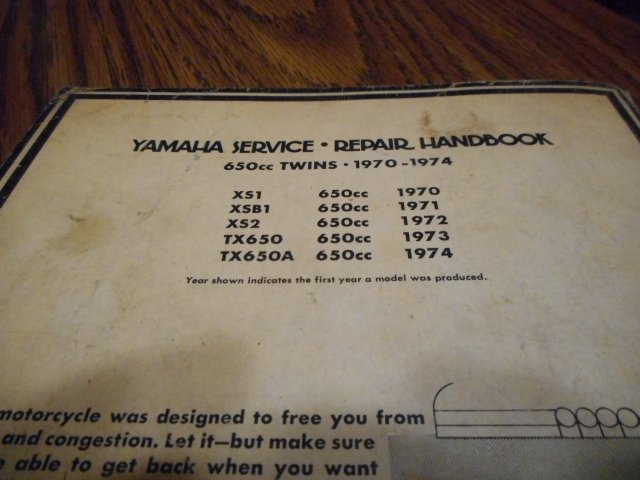 YAMAHA SERVICE • REPAIR HANDBOOK
650cc TWINS • 1970-1974
XS1 650cc 1970
XSB1 650cc 1971
XS2 650cc 1972
TX650 650cc 1973
TX650A 650cc 1974
Year shown indicates the first year a model was produced.
motorcycle was designed to free you from
and congestion. Let it—but make sure
able to get back when you want